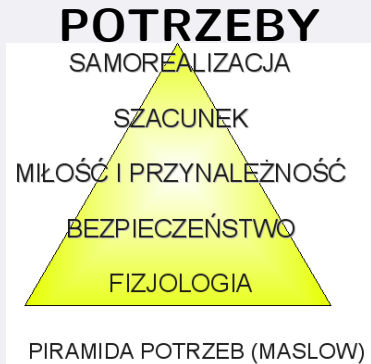 POTRZEBY
SAMOREALIZACJA
SZACUNEK
MIŁOŚĆ I PRZYNALEŻNOŚĆ
BEZPIECZEŃSTWO
FIZJOLOGIA
PIRAMIDA POTRZEB (MASLOW)